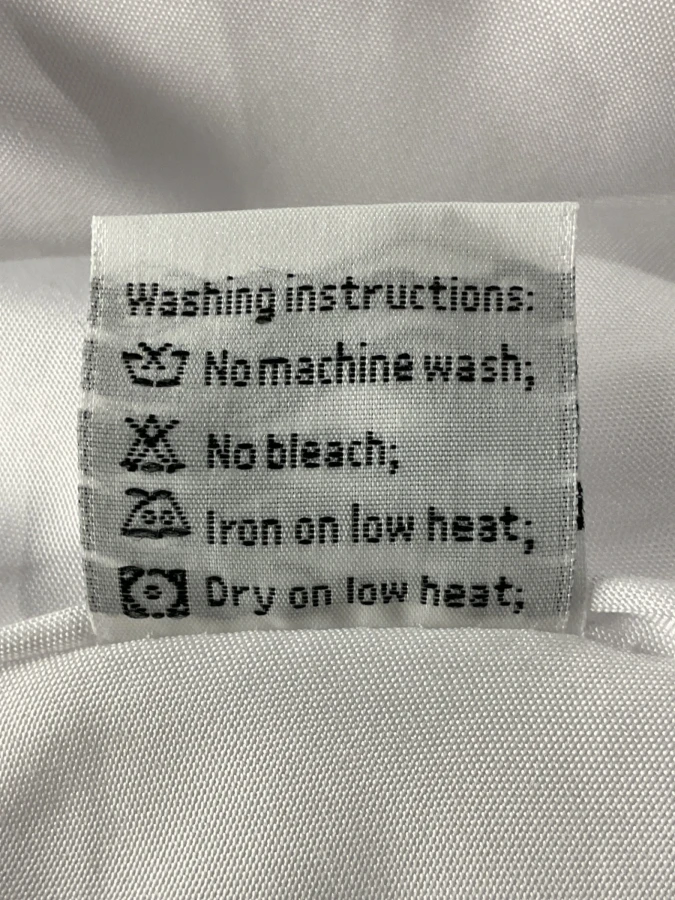 Washing instructions:
No machine wash;
No bleach;
Iron on low heat;
Dry on low heat;